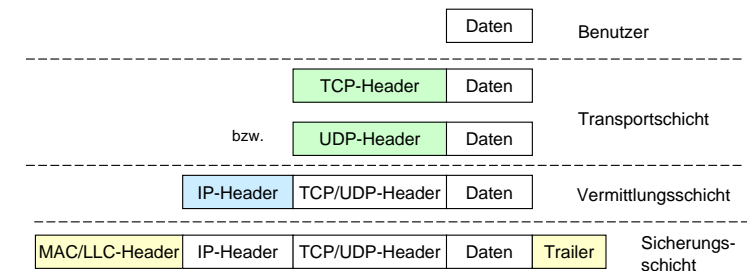 Daten Benutzer
TCP-Header Daten
Transportschicht
bzw. UDP-Header Daten
IP-Header TCP/UDP-Header Daten Vermittlungsschicht
MAC/LLC-Header IP-Header TCP/UDP-Header Daten Trailer Sicherungs-
schicht